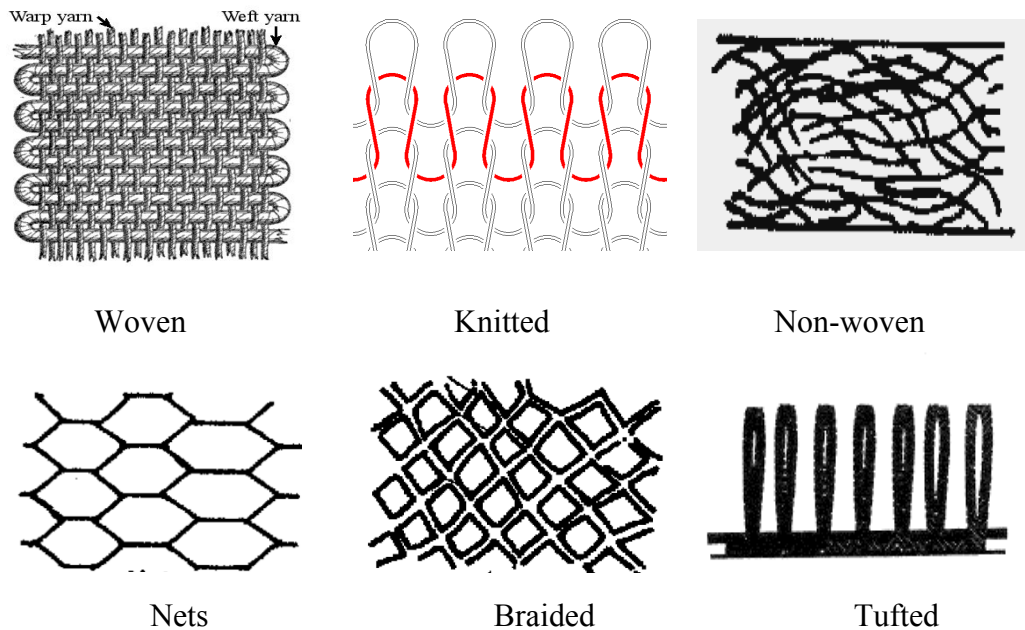 Warp yarn
Weft yarn
Woven
Knitted
Non-woven
Nets
Braided
Tufted